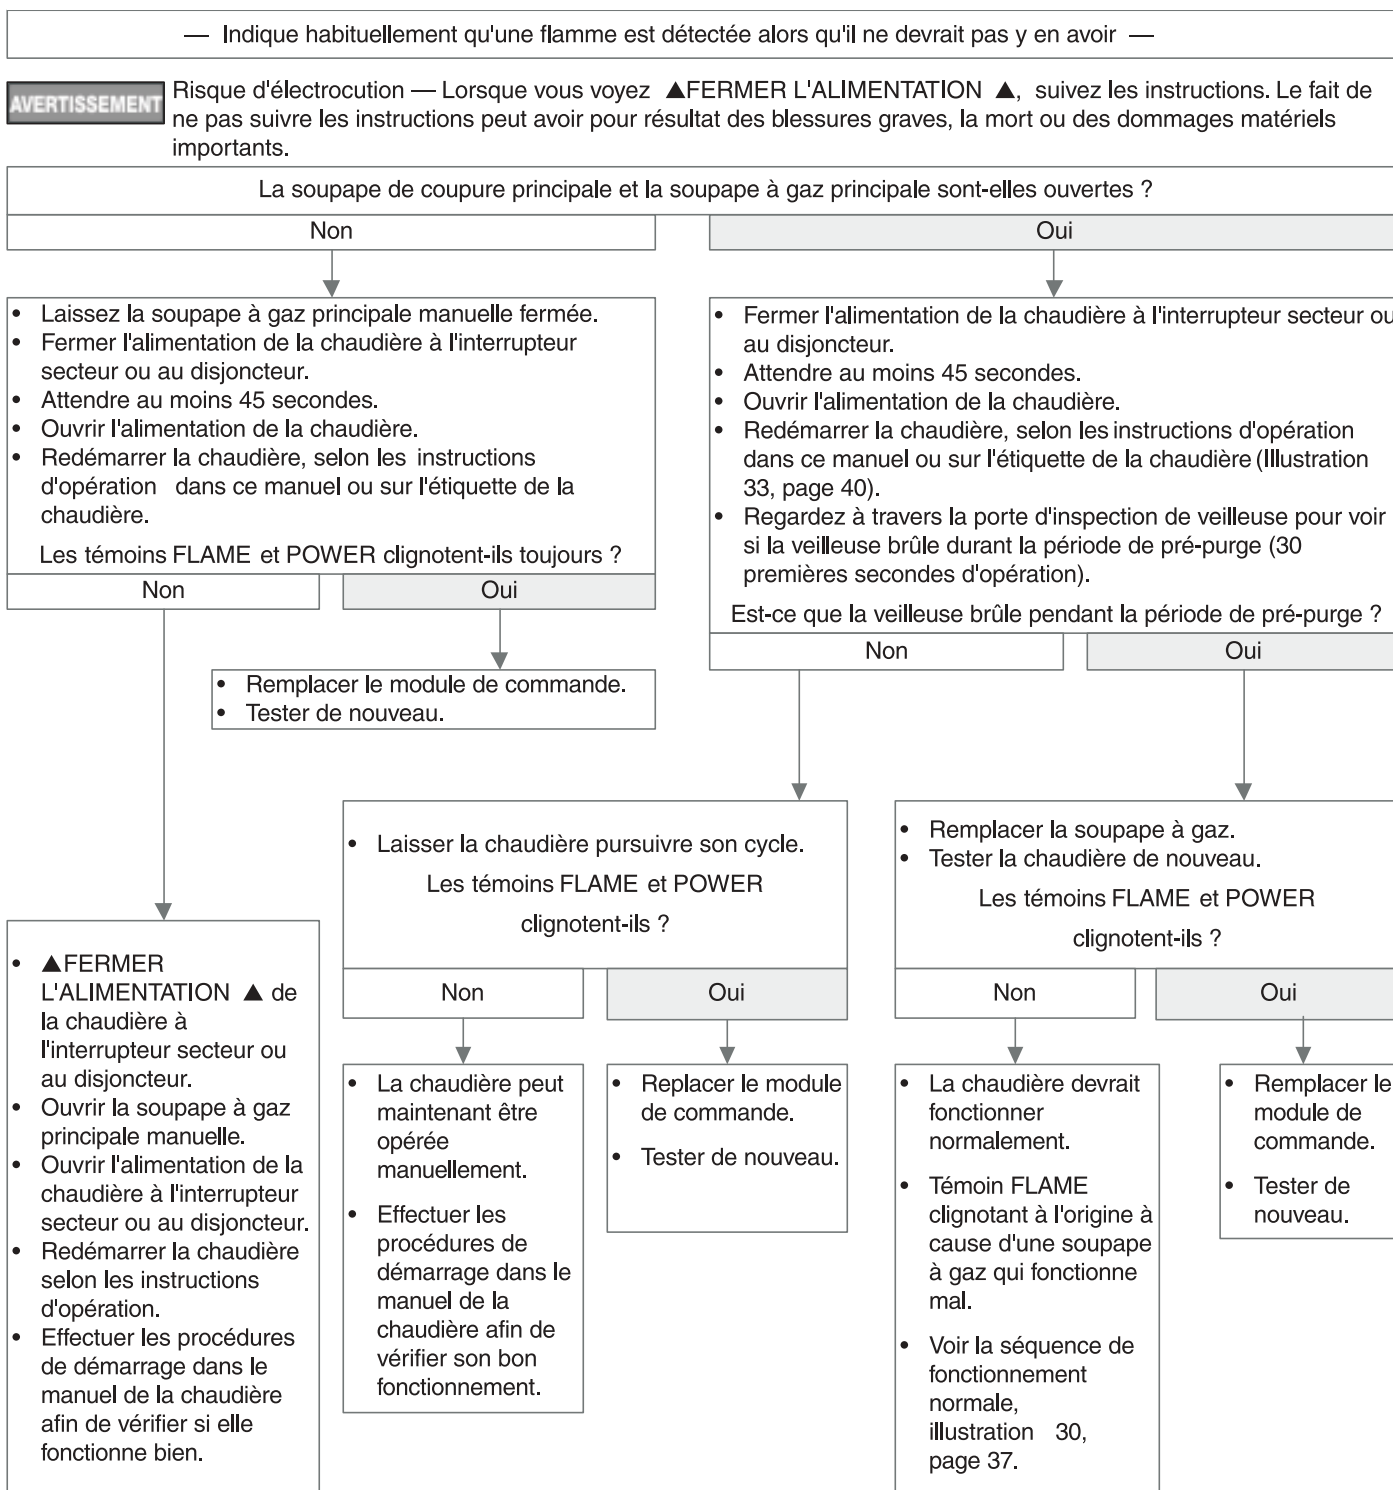 — Indique habituellement qu'une flamme est détectée alors qu'il ne devrait pas y en avoir —
AVERTISSEMENT
Risque d'électrocution — Lorsque vous voyez ▲FERMER L'ALIMENTATION ▲, suivez les instructions. Le fait de
ne pas suivre les instructions peut avoir pour résultat des blessures graves, la mort ou des dommages matériels
importants.
La soupape de coupure principale et la soupape à gaz principale sont-elles ouvertes ?
Non
Oui
• Laissez la soupape à gaz principale manuelle fermée.
• Fermer l'alimentation de la chaudière à l'interrupteur
secteur ou au disjoncteur.
• Attendre au moins 45 secondes.
• Ouvrir l'alimentation de la chaudière.
• Redémarrer la chaudière, selon les instructions
d'opération dans ce manuel ou sur l'étiquette de la
chaudière.
Les témoins FLAME et POWER clignotent-ils toujours ?
Non
Oui
• Remplacer le module de commande.
• Tester de nouveau.
• Fermer l'alimentation de la chaudière à l'interrupteur secteur ou
au disjoncteur.
• Attendre au moins 45 secondes.
• Ouvrir l'alimentation de la chaudière.
• Redémarrer la chaudière, selon les instructions d'opération
dans ce manuel ou sur l'étiquette de la chaudière (Illustration
33, page 40).
• Regardez à travers la porte d'inspection de veilleuse pour voir
si la veilleuse brûle durant la période de pré-purge (30
premières secondes d'opération).
Est-ce que la veilleuse brûle pendant la période de pré-purge ?
Non
Oui
• Laisser la chaudière pursuivre son cycle.
Les témoins FLAME et POWER
clignotent-ils ?
Non
Oui
• Remplacer la soupape à gaz.
• Tester la chaudière de nouveau.
Les témoins FLAME et POWER
clignotent-ils ?
Non
Oui
• ▲FERMER
L'ALIMENTATION ▲ de
la chaudière à
l'interrupteur secteur ou
au disjoncteur.
• Ouvrir la soupape à gaz
principale manuelle.
• Ouvrir l'alimentation de la
chaudière à l'interrupteur
secteur ou au disjoncteur.
• Redémarrer la chaudière
selon les instructions
d'opération.
• Effectuer les procédures
de démarrage dans le
manuel de la chaudière
afin de vérifier si elle
fonctionne bien.
• La chaudière peut
maintenant être
opérée
manuellement.
• Effectuer les
procédures de
démarrage dans le
manuel de la
chaudière afin de
vérifier son bon
fonctionnement.
• Replacer le module
de commande.
• Tester de nouveau.
• La chaudière devrait
fonctionner
normalement.
• Témoin FLAME
clignotant à l'origine à
cause d'une soupape
à gaz qui fonctionne
mal.
• Voir la séquence de
fonctionnement
normale,
illustration 30,
page 37.
• Remplacer le
module de
commande.
• Tester de
nouveau.